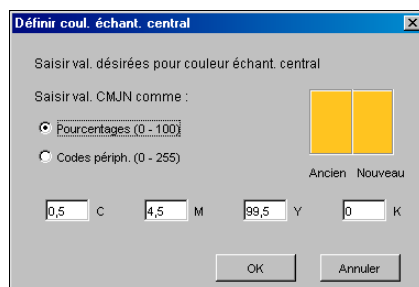 Définir coul. échant. central
Saisir val. désirées pour couleur échant. central
Saisir val. CMJN comme :
Pourcentages (0 - 100)
Codes périph. (0 - 255)
Ancien Nouveau
0,5 C 4,5 M 99,5 Y 0 K
OK Annuler